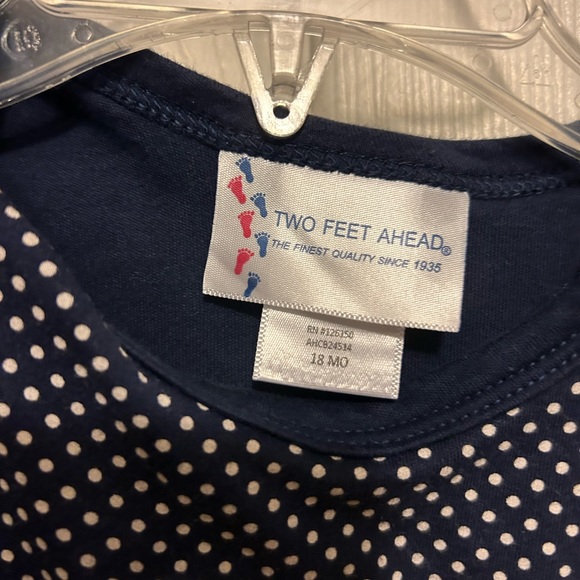 TWO FEET AHEAD®
THE FINEST QUALITY SINCE 1935
RN #126350
AHCB24514
18 MO